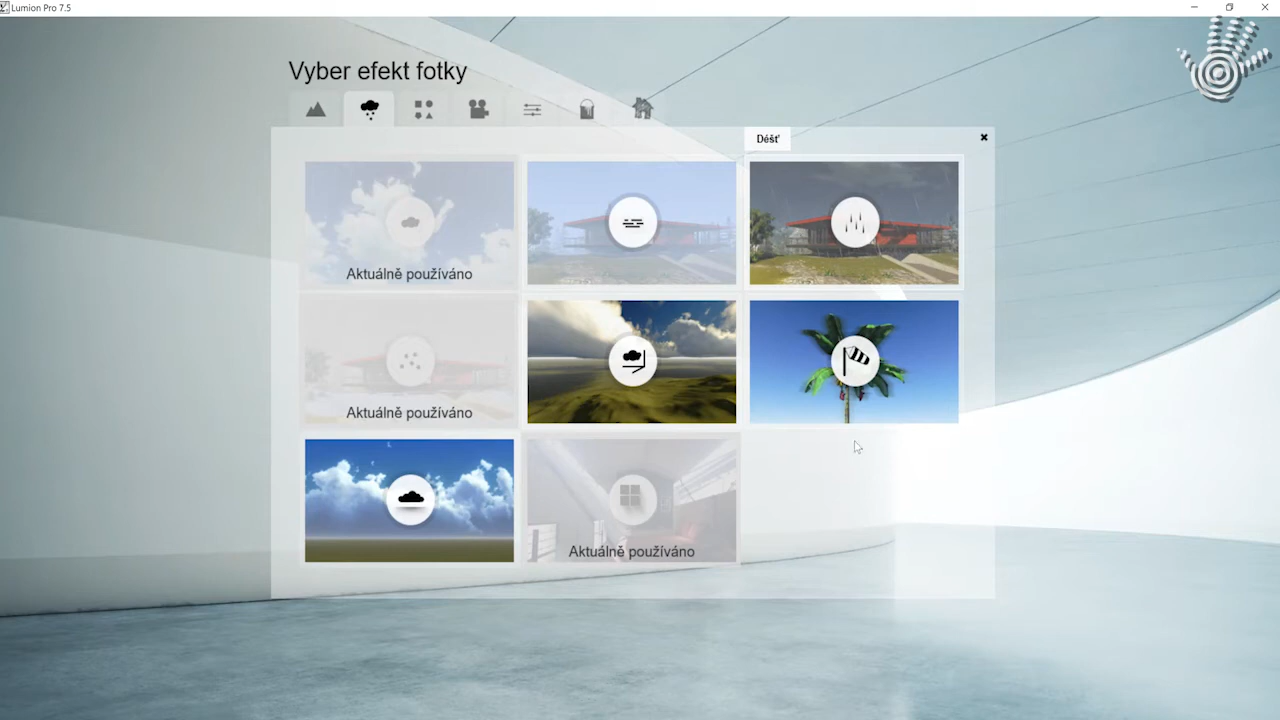 Lumion Pro 7.5
Vyber efekt fotky
Déšť
Aktuálně používáno
Aktuálně používáno
Aktuálně používáno